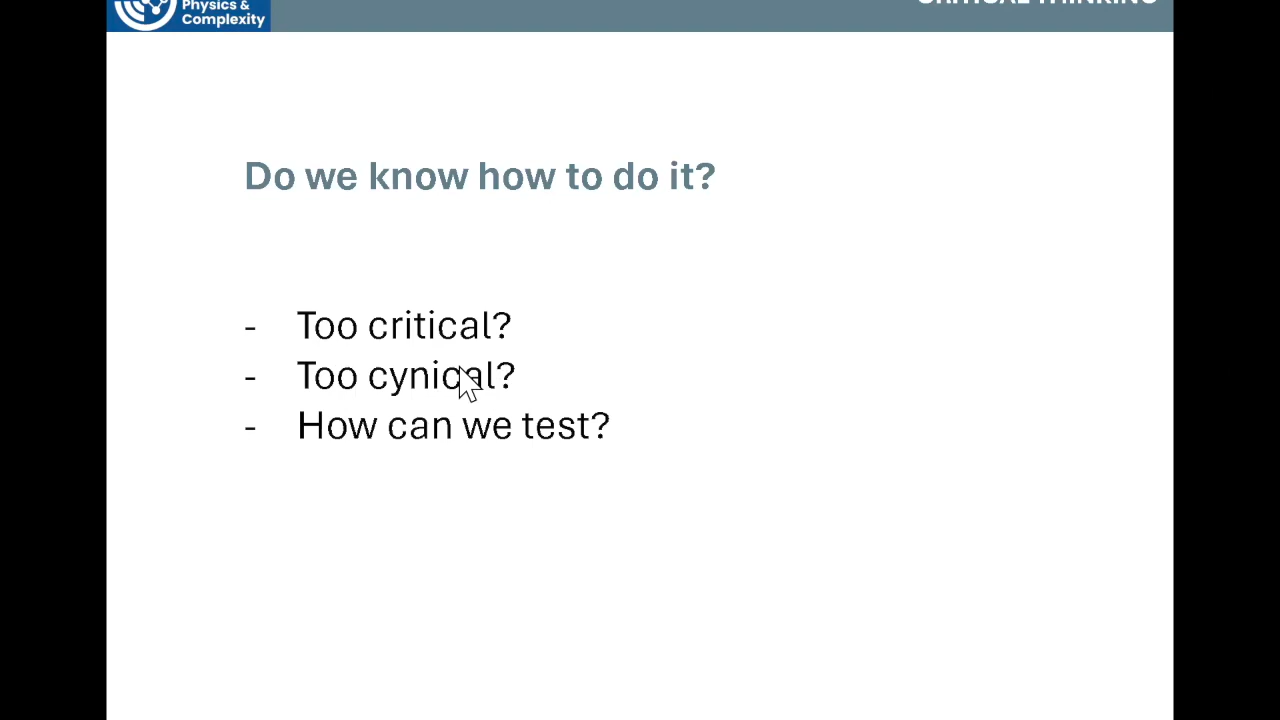 Physics &
Complexity
CRITICAL THINKING
Do we know how to do it?
- Too critical?
- Too cynical?
- How can we test?